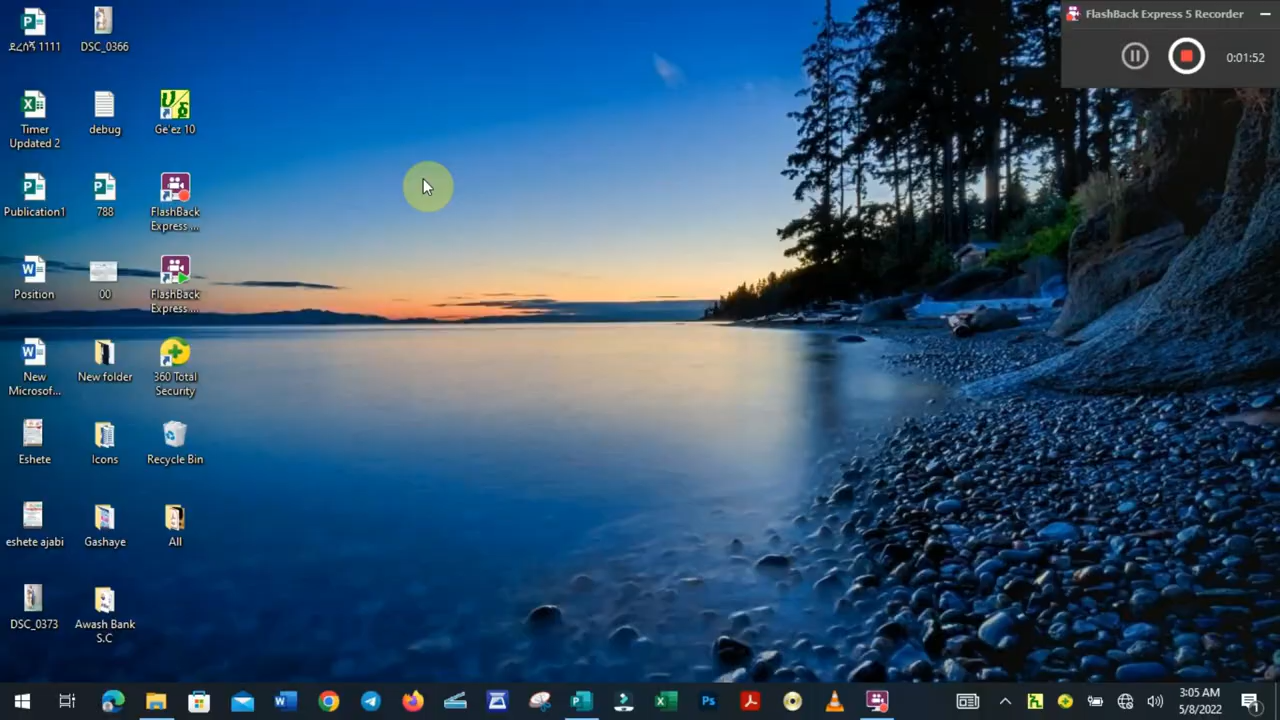 FlashBack Express 5 Recorder
0:01:52
ደረሰኝ 1111
DSC_0366
Timer
Updated 2
debug
Ge'ez 10
Publication1
788
FlashBack
Express ...
Position
00
FlashBack
Express ...
New
Microsof...
New folder
360 Total
Security
Eshete
Icons
Recycle Bin
eshete ajabi
Gashaye
All
DSC_0373
Awash Bank
S.C
3:05 AM
5/8/2022